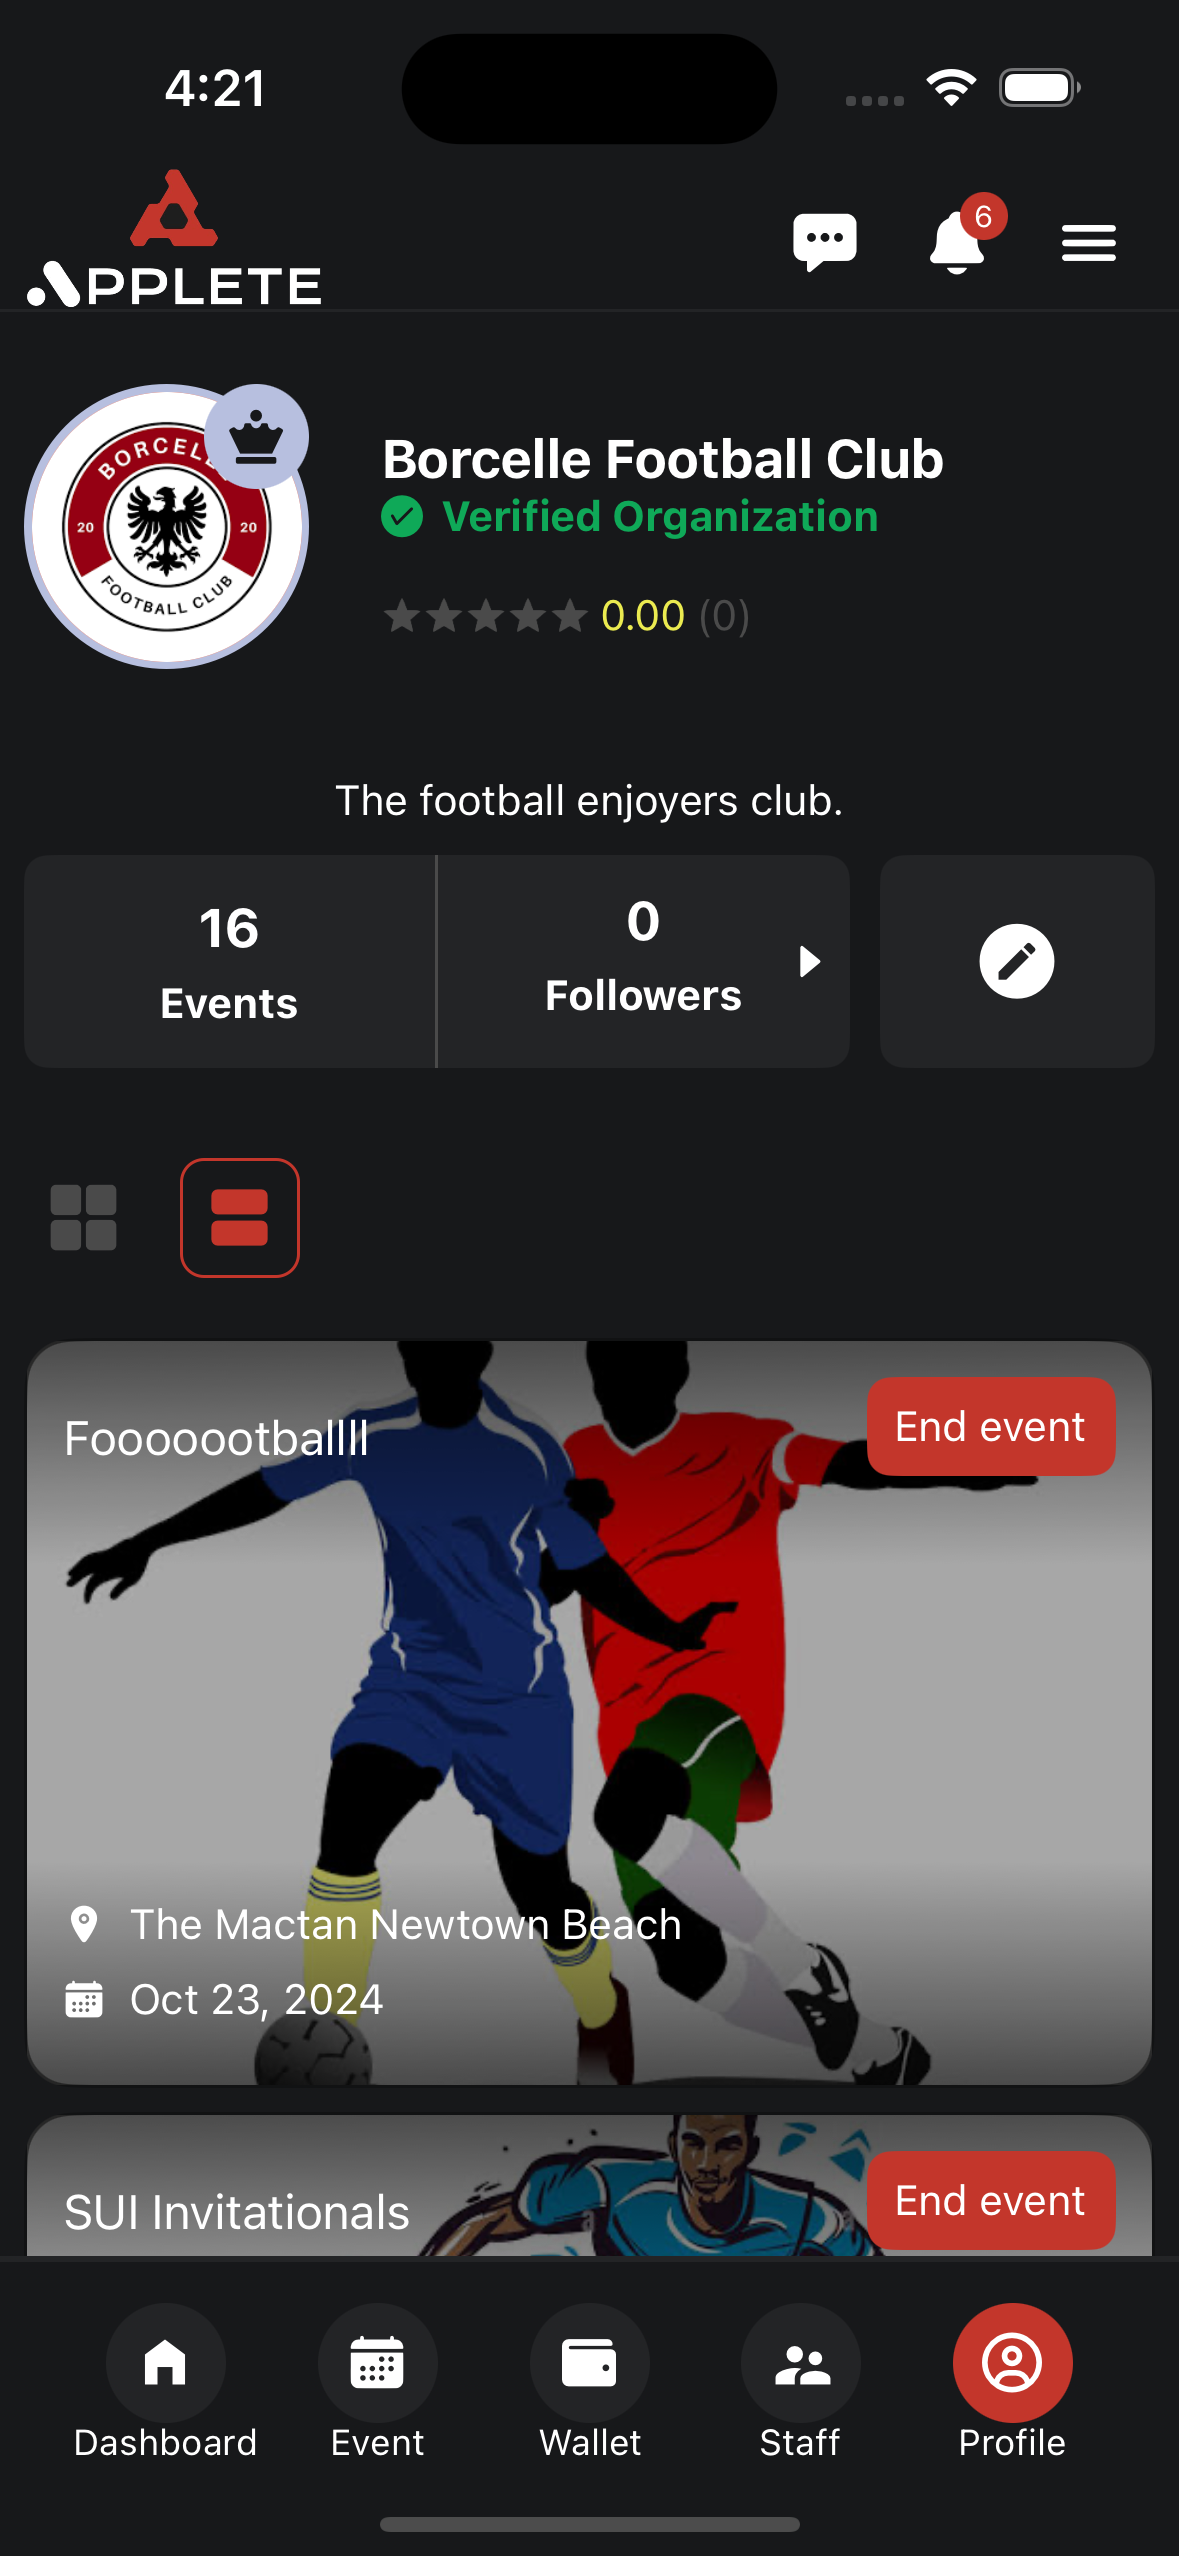 4:21
6
APPLETE
BORCELL
20 20
FOOTBALL CLUB
Borcelle Football Club
Verified Organization
0.00 (0)
The football enjoyers club.
16
Events
0
Followers
Fooooootballll
End event
The Mactan Newtown Beach
Oct 23, 2024
SUI Invitationals
End event
Dashboard
Event
Wallet
Staff
Profile